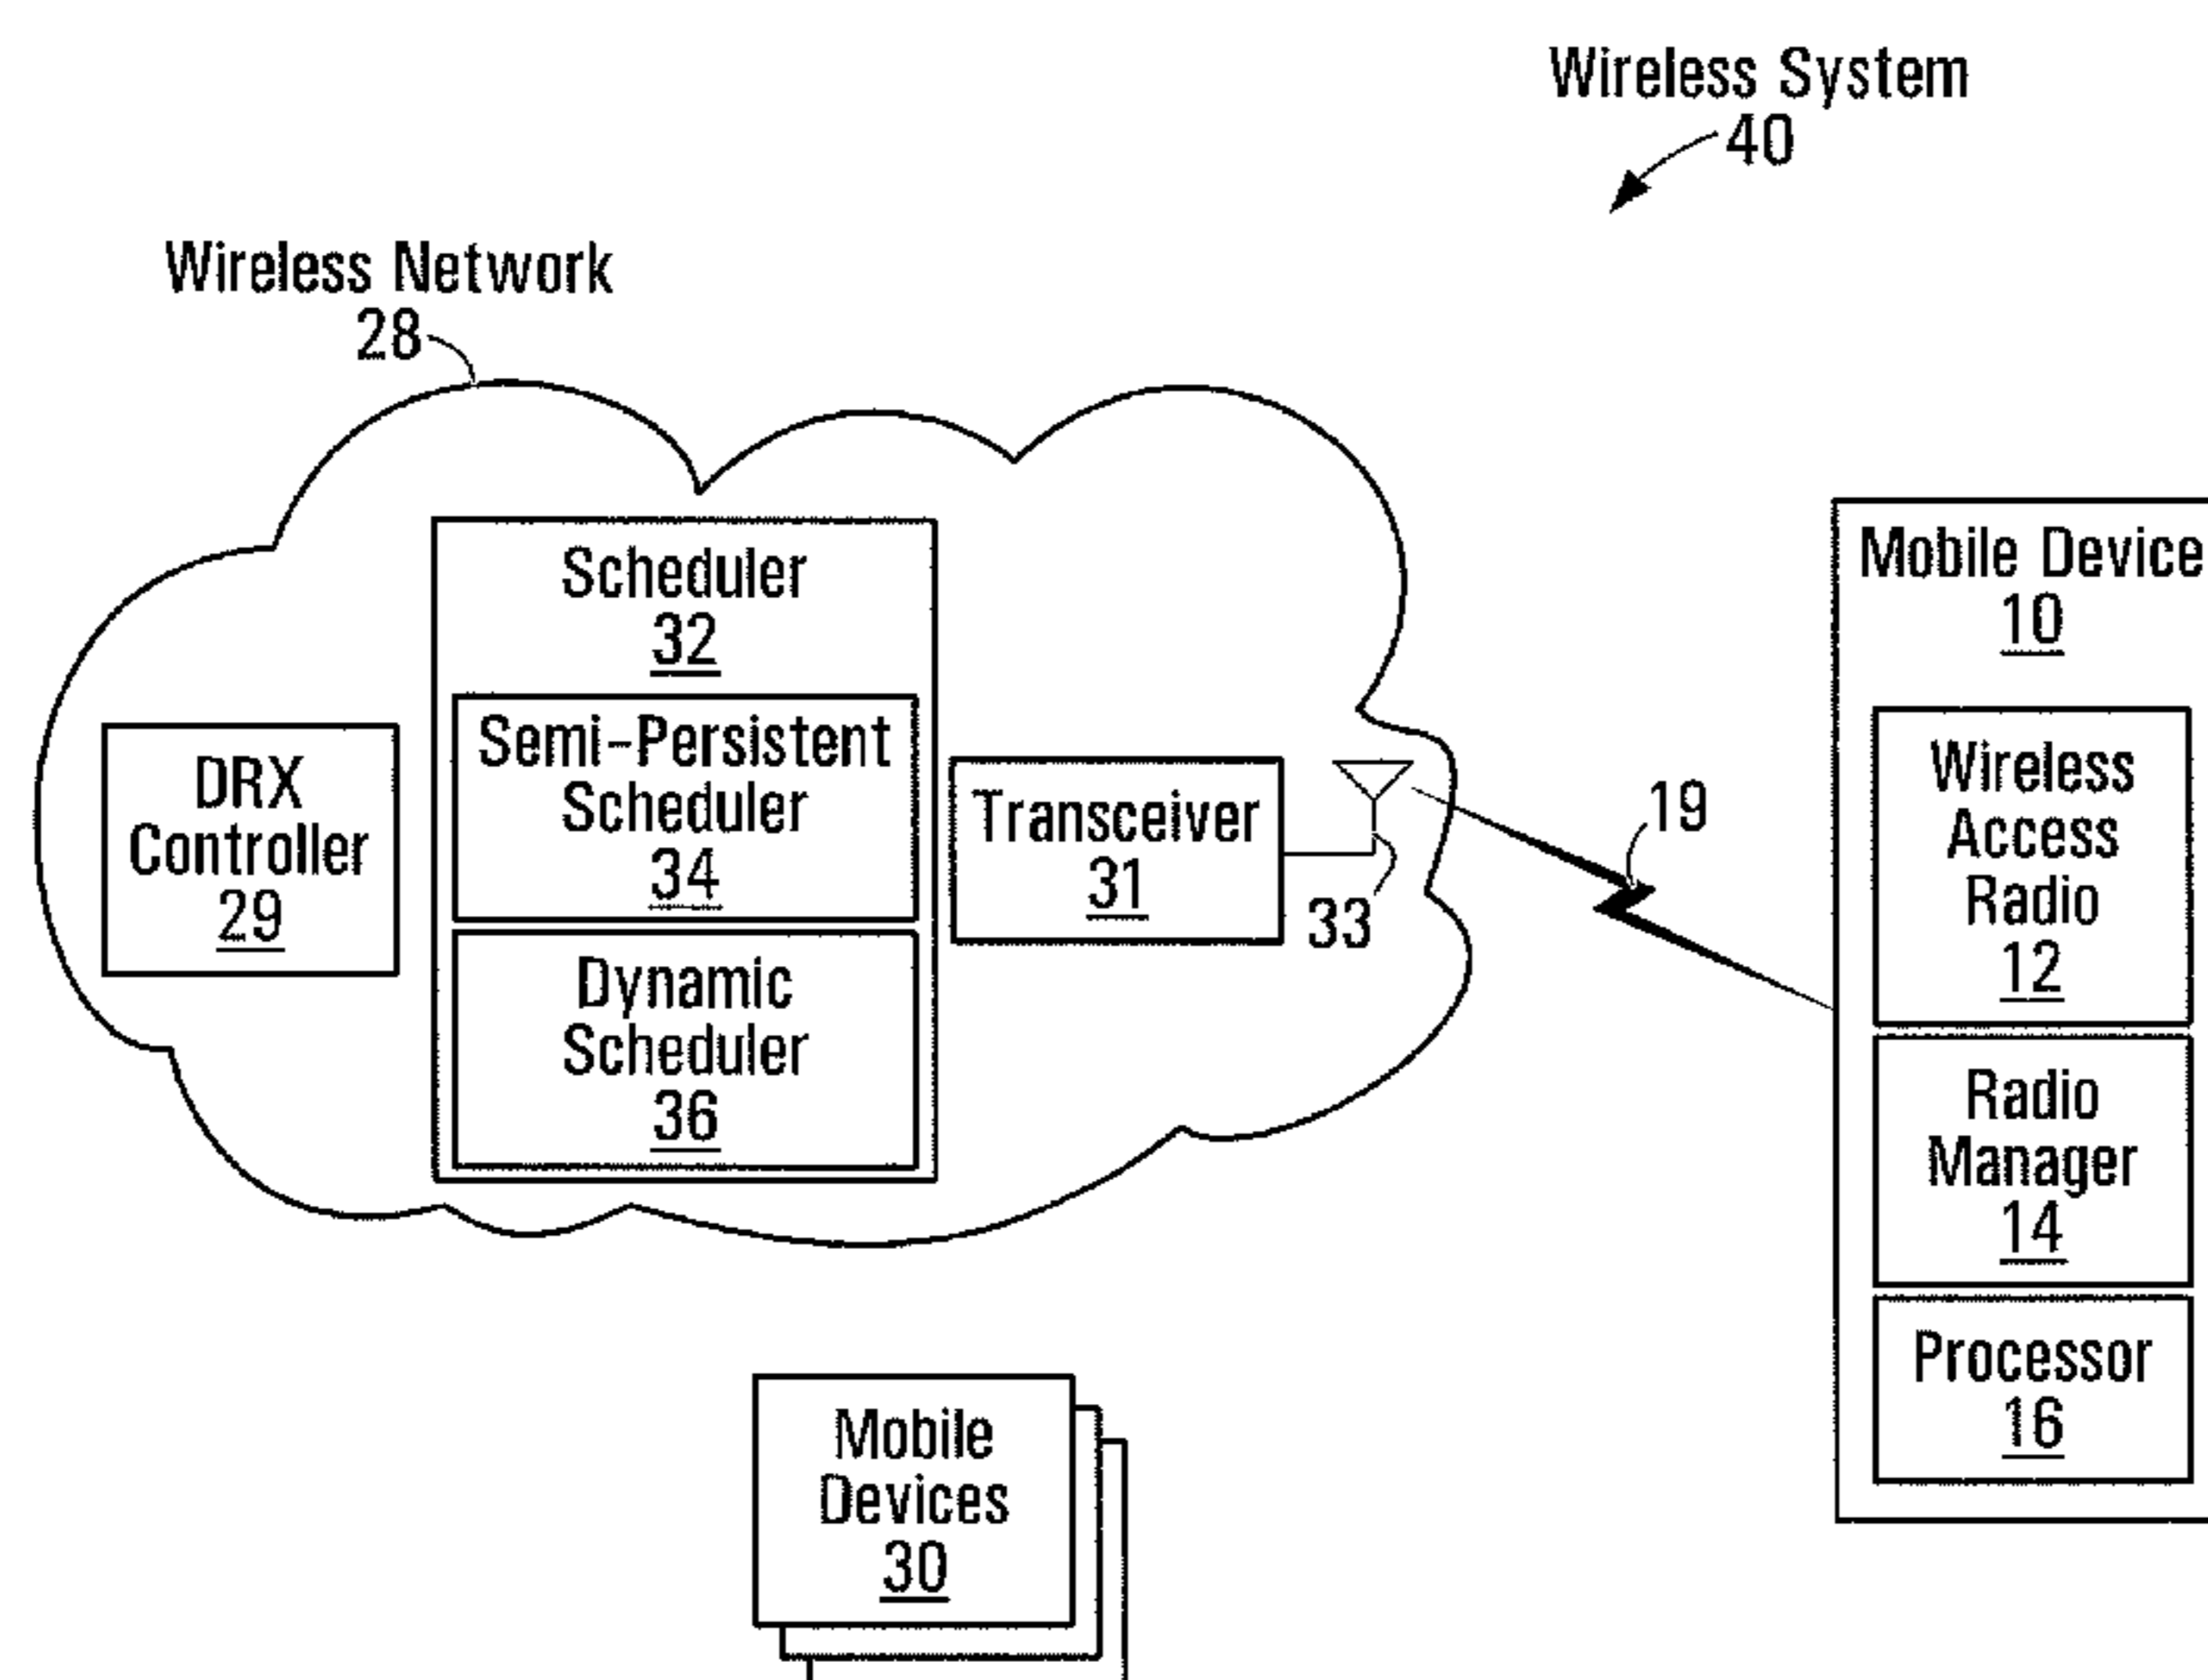 Wireless System
40
Wireless Network
28
Scheduler
32
Semi-Persistent
Scheduler
34
Dynamic
Scheduler
36
DRX
Controller
29
Transceiver
31
33
19
Mobile Device
10
Wireless
Access
Radio
12
Radio
Manager
14
Processor
16
Mobile
Devices
30